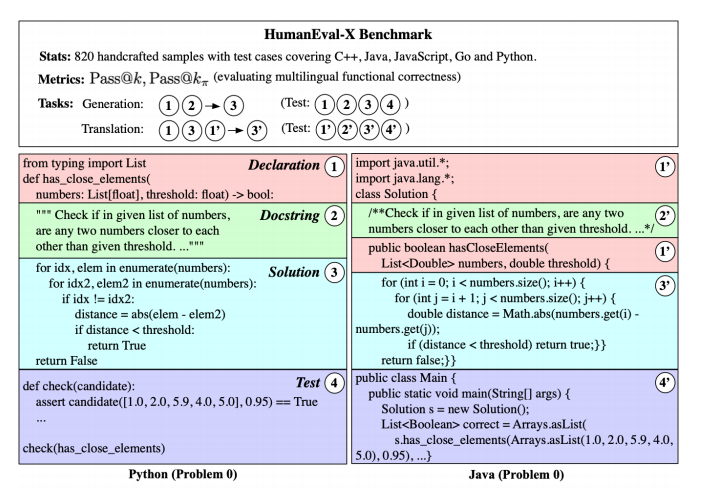 HumanEval-X Benchmark
Stats: 820 handcrafted samples with test cases covering C++, Java, JavaScript, Go and Python.
Metrics: Pass@k, Pass@kπ (evaluating multilingual functional correctness)
Tasks: Generation: 1 2 → 3 (Test: 1 2 3 4 )
Translation: 1 3 1' → 3' (Test: 1' 2' 3' 4' )
from typing import List
def has_close_elements(
numbers: List[float], threshold: float) -> bool:
Declaration 1
""" Check if in given list of numbers,
are any two numbers closer to each
other than given threshold. ..."""
Docstring 2
for idx, elem in enumerate(numbers):
for idx2, elem2 in enumerate(numbers):
if idx != idx2:
distance = abs(elem - elem2)
if distance < threshold:
return True
return False
Solution 3
def check(candidate):
assert candidate([1.0, 2.0, 5.9, 4.0, 5.0], 0.95) == True
...
check(has_close_elements)
Test 4
Python (Problem 0)
import java.util.*;
import java.lang.*;
class Solution {
1'
/**Check if in given list of numbers, are any two
numbers closer to each other than given threshold. ...*/
2'
public boolean hasCloseElements(
List<Double> numbers, double threshold) {
1'
for (int i = 0; i < numbers.size(); i++) {
for (int j = i + 1; j < numbers.size(); j++) {
double distance = Math.abs(numbers.get(i) -
numbers.get(j));
if (distance < threshold) return true;}}
return false;}}
3'
public class Main {
public static void main(String[] args) {
Solution s = new Solution();
List<Boolean> correct = Arrays.asList(
s.has_close_elements(Arrays.asList(1.0, 2.0, 5.9, 4.0,
5.0), 0.95), ...}
4'
Java (Problem 0)